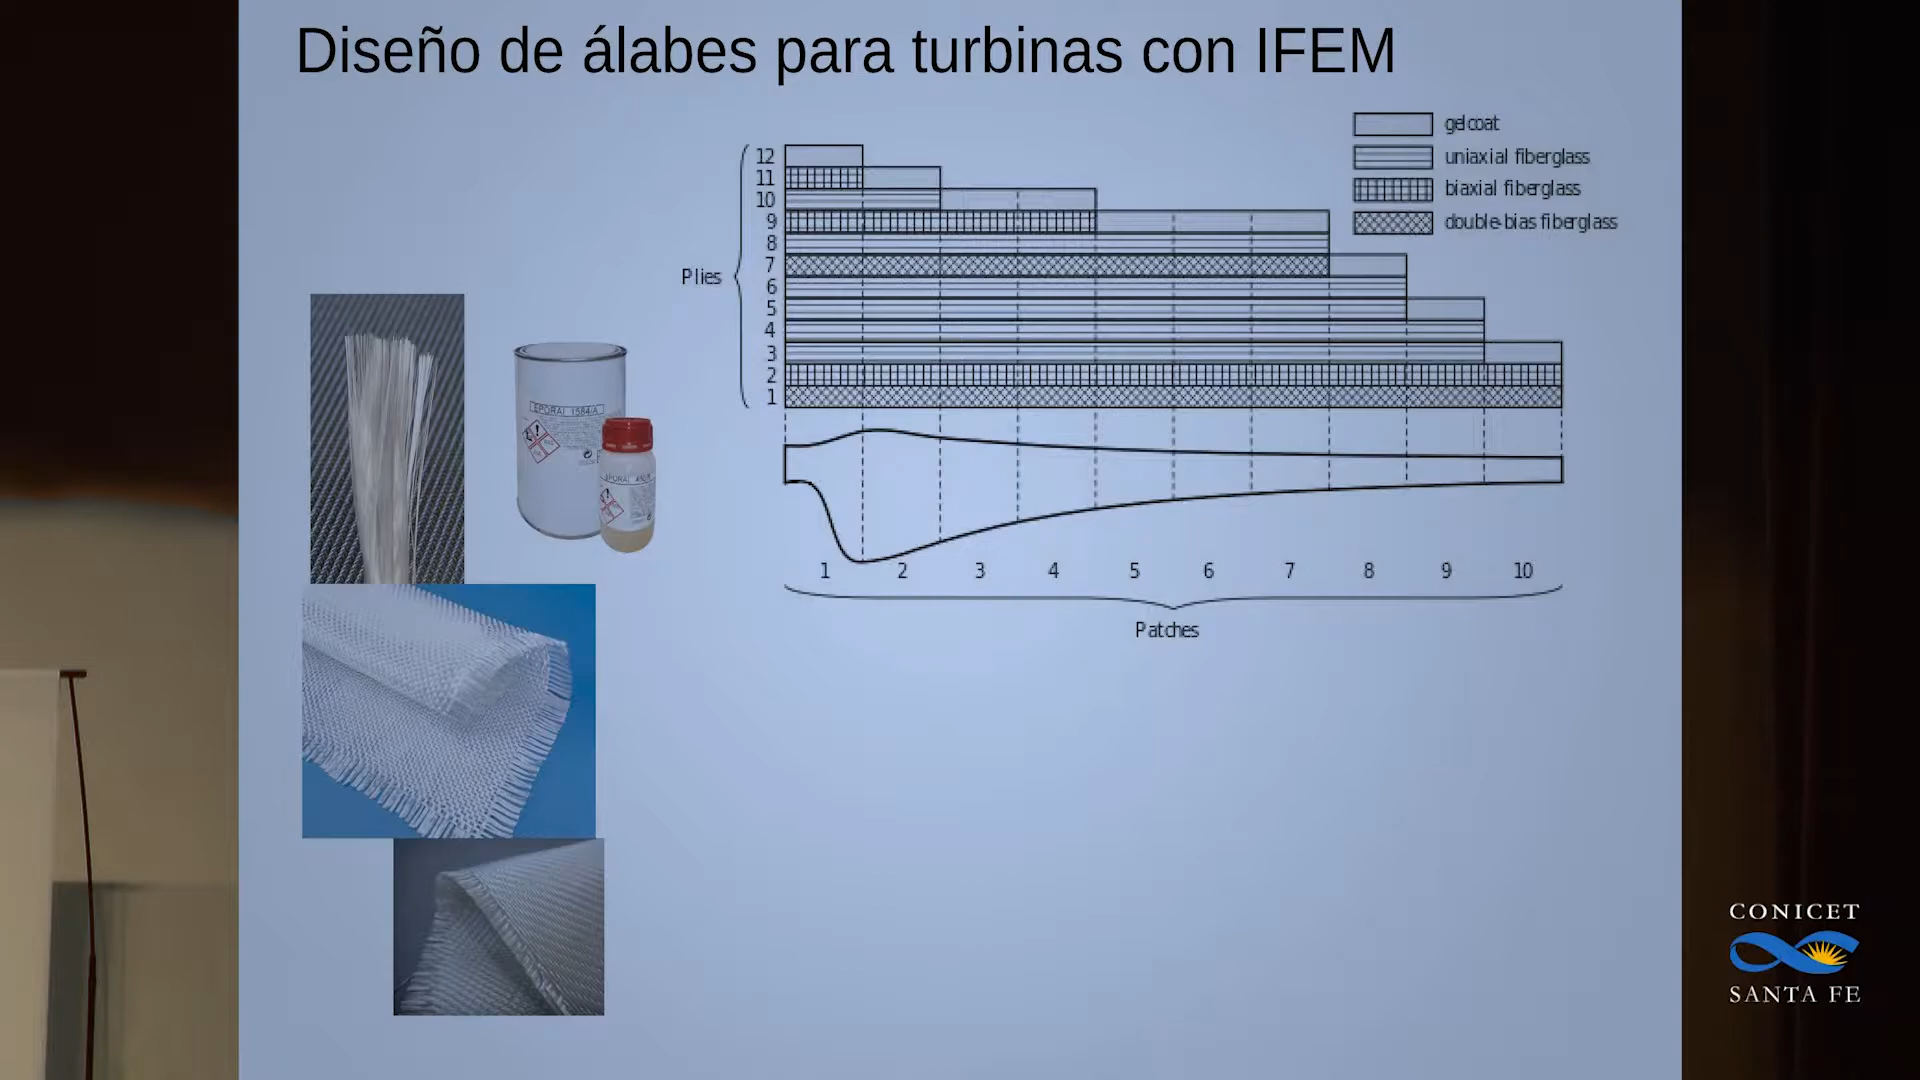 Diseño de álabes para turbinas con IFEM
gelcoat
uniaxial fiberglass
biaxial fiberglass
double-bias fiberglass
Plies
12
11
10
9
8
7
6
5
4
3
2
1
1 2 3 4 5 6 7 8 9 10
Patches
EPORAI 1584/A
CONICET
SANTA FE